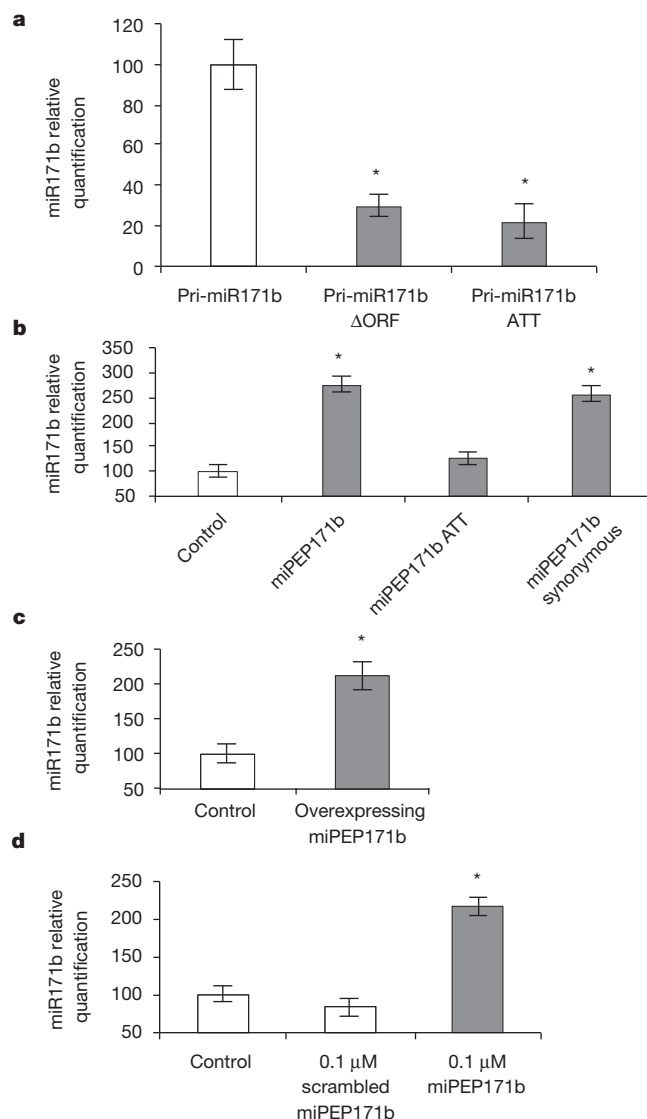 a
miR171b relative
quantification
120
100
80
60
40
20
0
*
*
Pri-miR171b
Pri-miR171b
ΔORF
Pri-miR171b
ATT
b
miR171b relative
quantification
350
300
250
200
150
100
50
*
*
Control
miPEP171b
miPEP171b ATT
miPEP171b
synonymous
c
miR171b relative
quantification
250
200
150
100
50
*
Control
Overexpressing
miPEP171b
d
miR171b relative
quantification
250
200
150
100
50
*
Control
0.1 μM
scrambled
miPEP171b
0.1 μM
miPEP171b